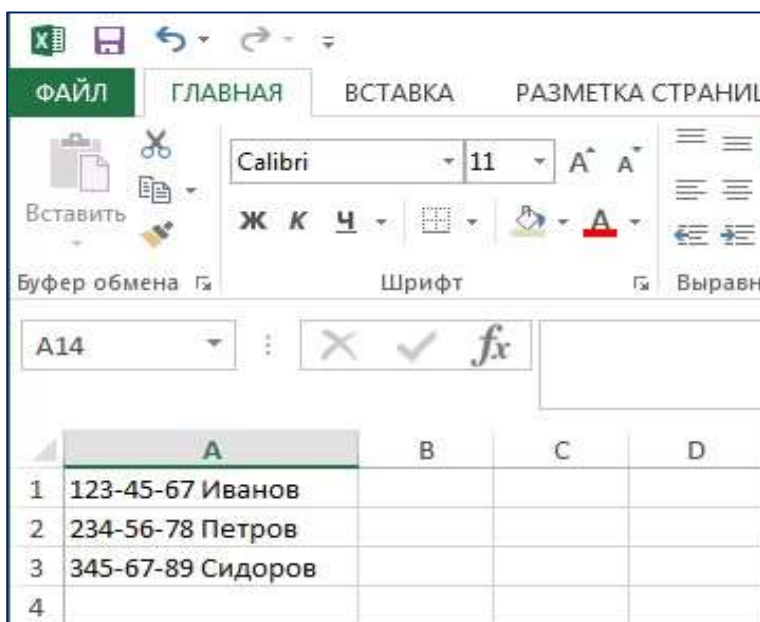 ФАЙЛ ГЛАВНАЯ ВСТАВКА РАЗМЕТКА СТРАНИЦ
Calibri 11 A A
Вставить
Ж К Ч А
Буфер обмена Шрифт Выравн
A14 fx
A B C D
1 123-45-67 Иванов
2 234-56-78 Петров
3 345-67-89 Сидоров
4